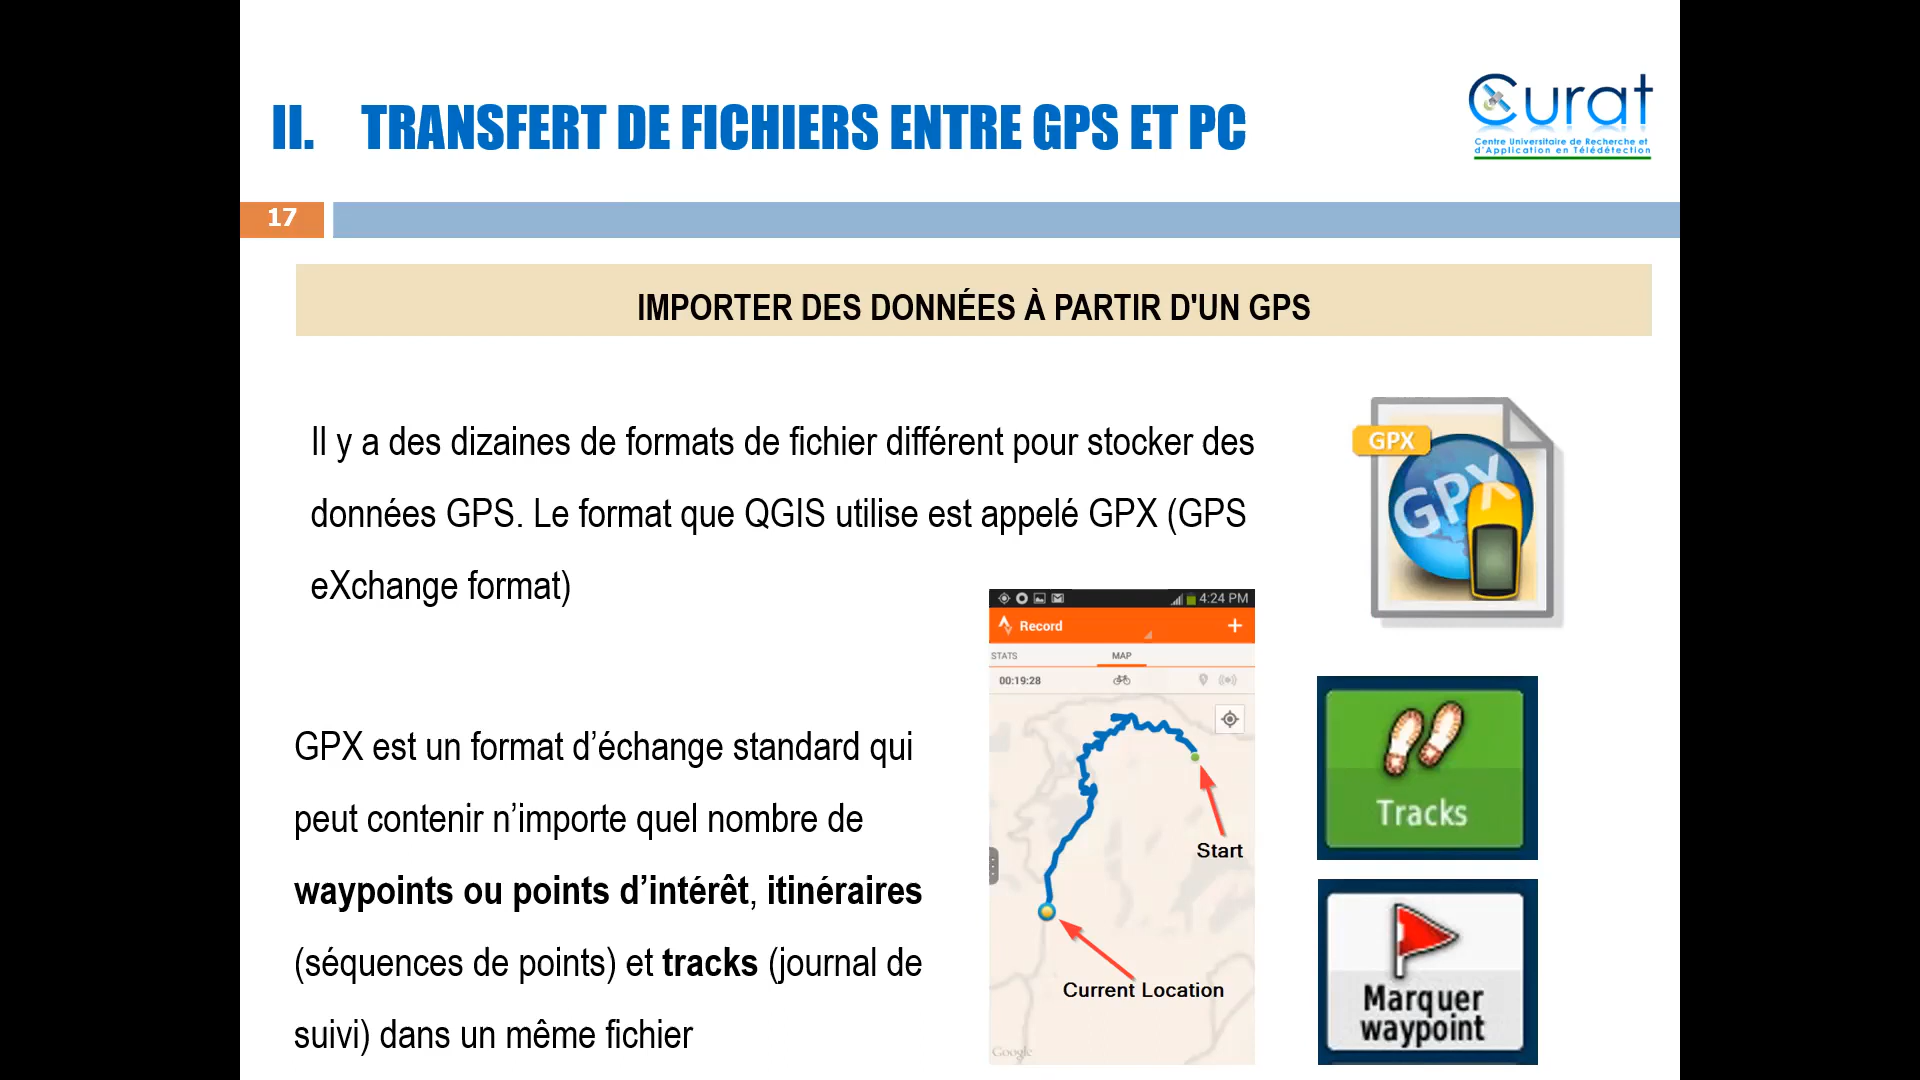 II. TRANSFERT DE FICHIERS ENTRE GPS ET PC
Curat
Centre Universitaire de Recherche et
d'Application en Télédétection
17
IMPORTER DES DONNÉES À PARTIR D'UN GPS
Il y a des dizaines de formats de fichier différent pour stocker des
données GPS. Le format que QGIS utilise est appelé GPX (GPS
eXchange format)
GPX
GPX
4:24 PM
Record
STATS
MAP
00:19:28
Start
Current Location
Google
GPX est un format d’échange standard qui
peut contenir n’importe quel nombre de
waypoints ou points d’intérêt, itinéraires
(séquences de points) et tracks (journal de
suivi) dans un même fichier
Tracks
Marquer
waypoint